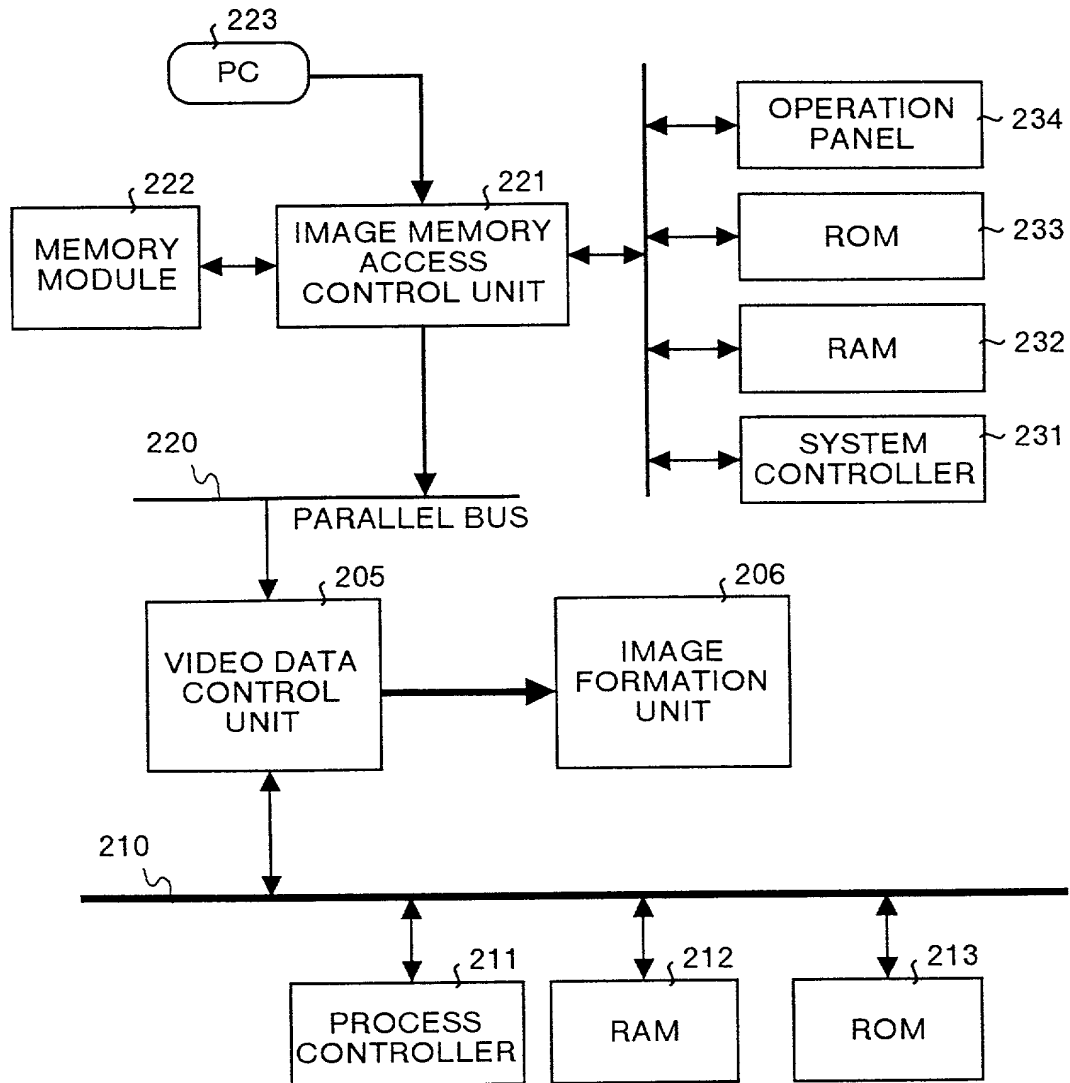 223
PC
OPERATION
PANEL
234
222
221
MEMORY
MODULE
IMAGE MEMORY
ACCESS
CONTROL UNIT
ROM
233
RAM
232
SYSTEM
CONTROLLER
231
220
PARALLEL BUS
205
206
VIDEO DATA
CONTROL
UNIT
IMAGE
FORMATION
UNIT
210
211
212
213
PROCESS
CONTROLLER
RAM
ROM